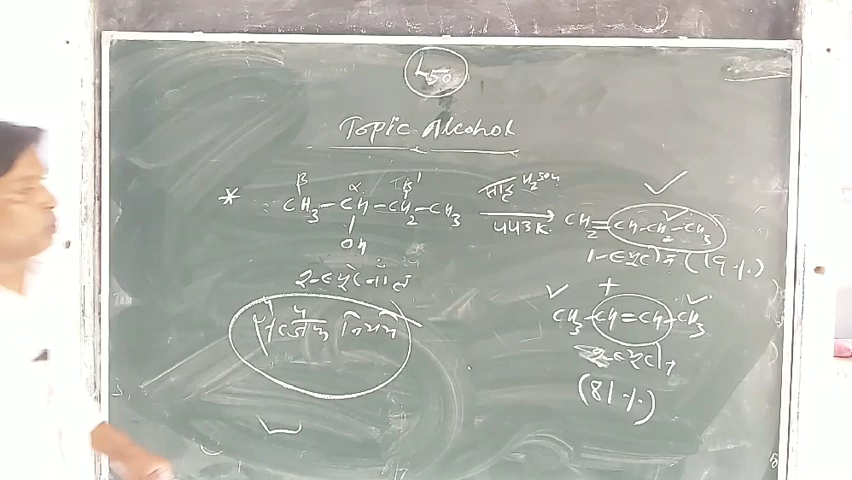 L50
Topic Alcohol
* CH3-CH-CH2-CH3
β α β1
OH
सान्द्र H2SO4
443K
CH2=CH-CH2-CH3
1-ब्यूटीन (19%)
2-ब्यूटेनॉल
+
CH3-CH=CH-CH3
2-ब्यूटीन
(81%)
नियम